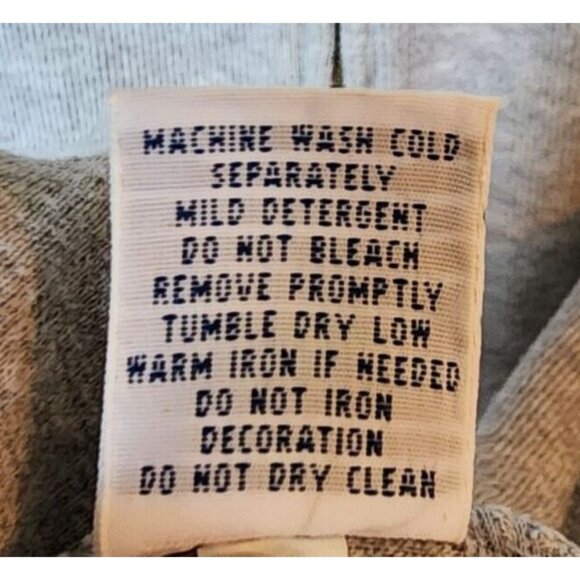 MACHINE WASH COLD
SEPARATELY
MILD DETERGENT
DO NOT BLEACH
REMOVE PROMPTLY
TUMBLE DRY LOW
WARM IRON IF NEEDED
DO NOT IRON
DECORATION
DO NOT DRY CLEAN